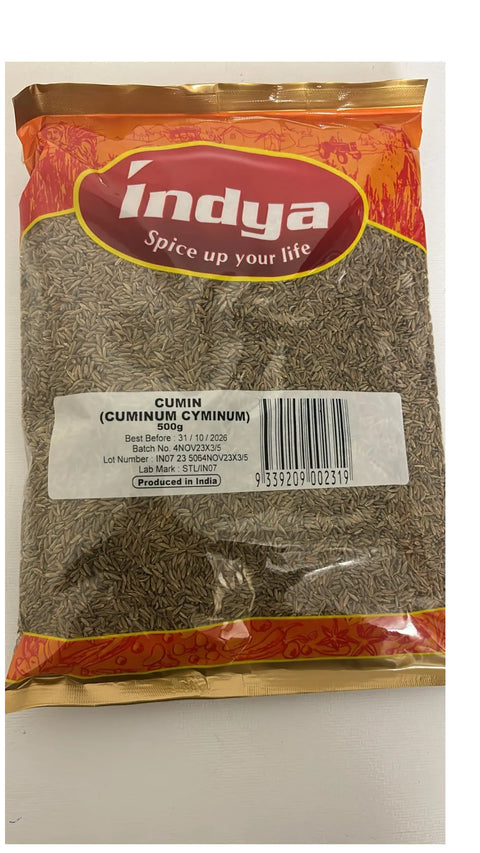 indya
Spice up your life
CUMIN
(CUMINUM CYMINUM)
500g
Best Before : 31 / 10 / 2026
Batch No. 4NOV23X3/5
Lot Number : IN07 23 5064NOV23X3/5
Lab Mark : STL/IN07
Produced in India
9 339209 002319